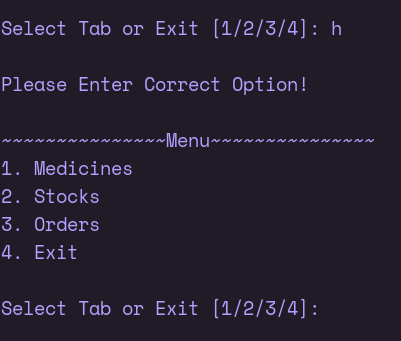 Select Tab or Exit [1/2/3/4]: h
Please Enter Correct Option!
~~~~~~~~~~~~~~~Menu~~~~~~~~~~~~~~~
1. Medicines
2. Stocks
3. Orders
4. Exit
Select Tab or Exit [1/2/3/4]: